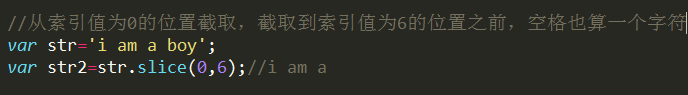 //从索引值为0的位置截取，截取到索引值为6的位置之前，空格也算一个字符
var str='i am a boy';
var str2=str.slice(0,6);//i am a